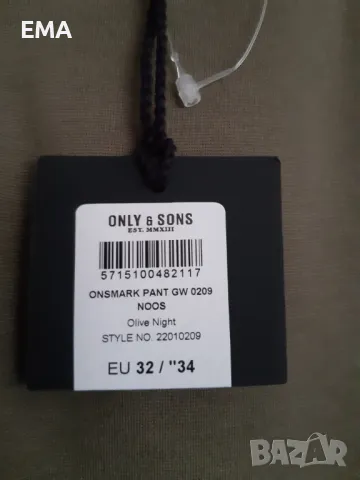 EMA
ONLY & SONS
EST. MMXIII
5715100482117
ONSMARK PANT GW 0209
NOOS
Olive Night
STYLE NO. 22010209
EU 32 / "34
bazar